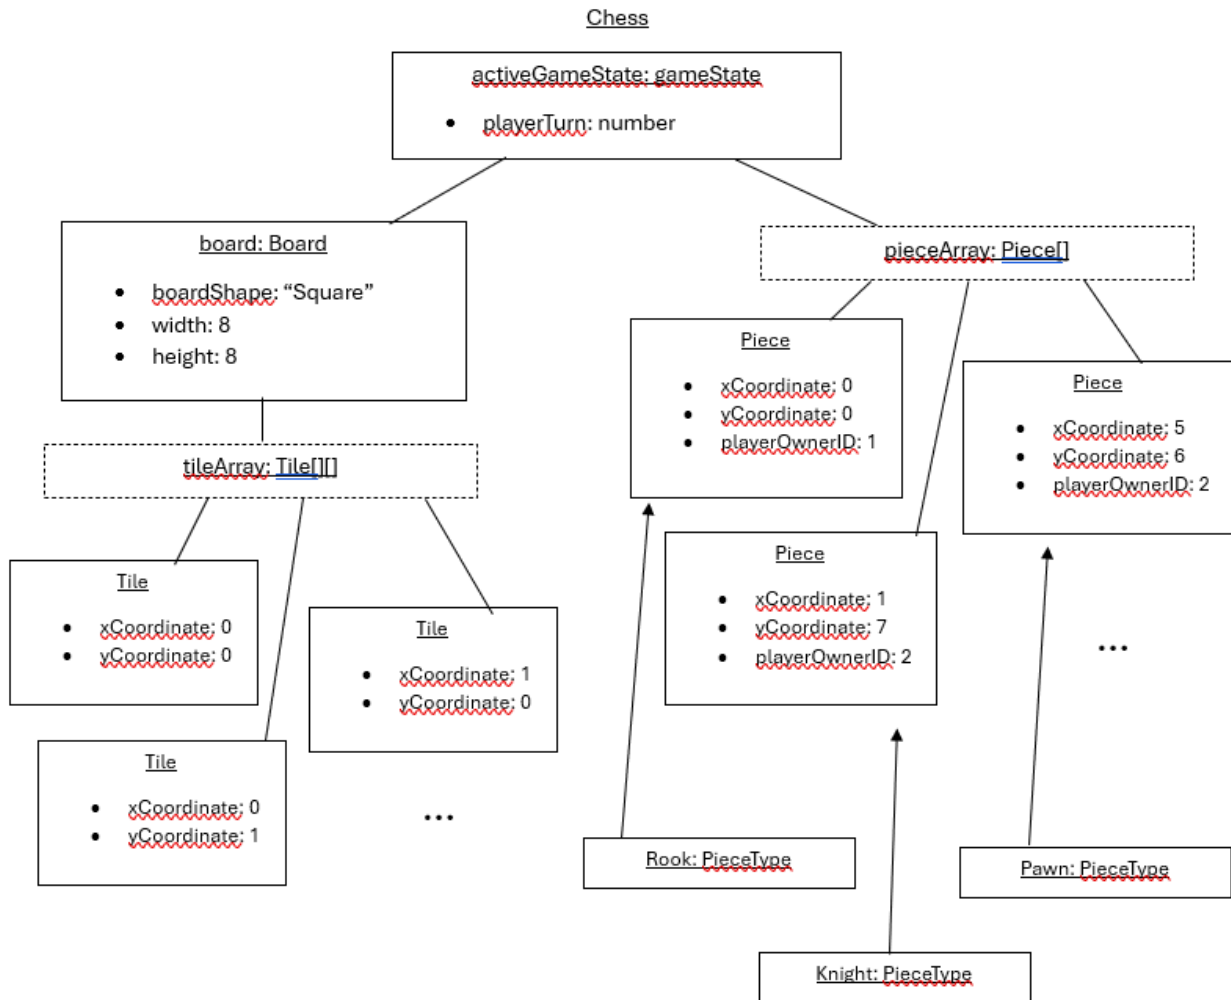 Chess
activeGameState: gameState
• playerTurn: number
board: Board
• boardShape: “Square”
• width: 8
• height: 8
pieceArray: Piece[]
tileArray: Tile[][]
Piece
• xCoordinate: 0
• yCoordinate: 0
• playerOwnerID: 1
Piece
• xCoordinate: 5
• yCoordinate: 6
• playerOwnerID: 2
Tile
• xCoordinate: 0
• yCoordinate: 0
Tile
• xCoordinate: 1
• yCoordinate: 0
Piece
• xCoordinate: 1
• yCoordinate: 7
• playerOwnerID: 2
...
Tile
• xCoordinate: 0
• yCoordinate: 1
...
Rook: PieceType
Pawn: PieceType
Knight: PieceType